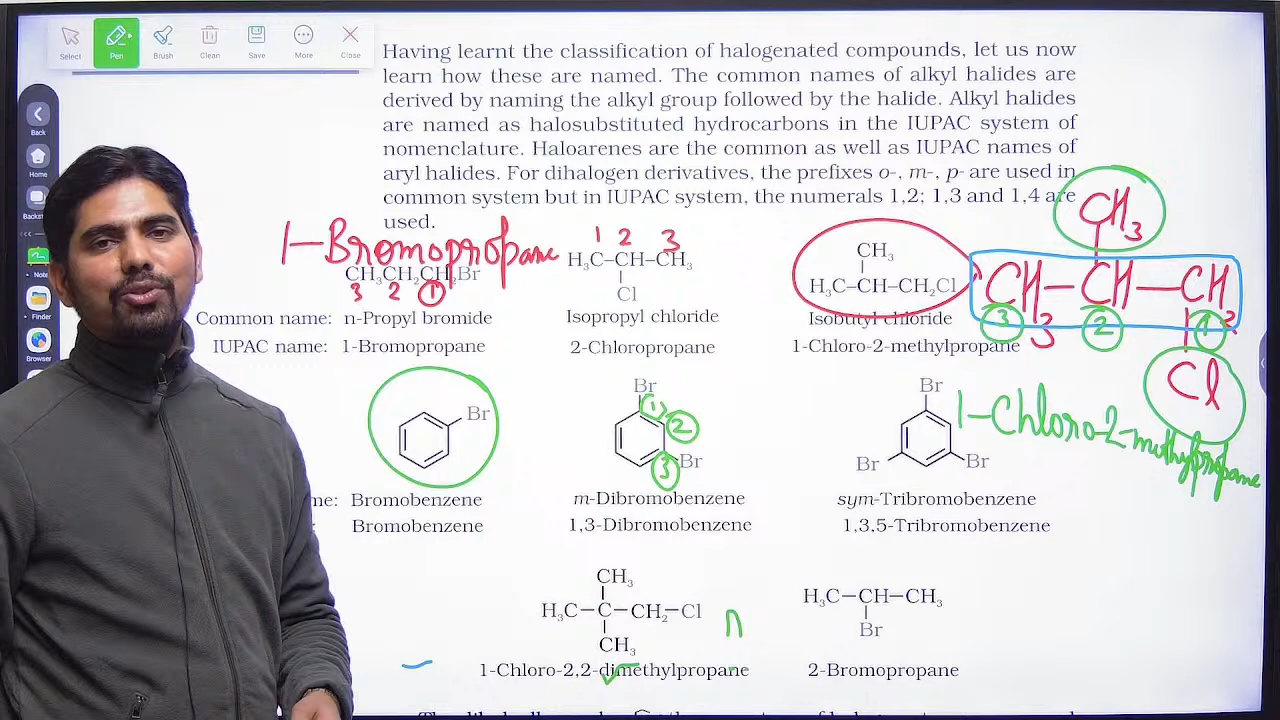 Select Pen Brush Clean Save More Close
Having learnt the classification of halogenated compounds, let us now
learn how these are named. The common names of alkyl halides are
derived by naming the alkyl group followed by the halide. Alkyl halides
are named as halosubstituted hydrocarbons in the IUPAC system of
nomenclature. Haloarenes are the common as well as IUPAC names of
aryl halides. For dihalogen derivatives, the prefixes o-, m-, p- are used in
common system but in IUPAC system, the numerals 1,2; 1,3 and 1,4 are
used.
Back
Home
Note
Finder
Browser
1-Bromopropane
CH₃CH₂CH₂Br
3 2 1
1 2 3
H₃C–CH–CH₃
Cl
CH₃
H₃C–CH–CH₂Cl
CH₃
CH₃–CH–CH₂
3 2 1
Cl
Common name: n-Propyl bromide Isopropyl chloride Isobutyl chloride
IUPAC name: 1-Bromopropane 2-Chloropropane 1-Chloro-2-methylpropane
1-Chloro-2-methylpropane
Br
Br
1 2
3 Br
Br
Br Br
Bromobenzene m-Dibromobenzene sym-Tribromobenzene
Bromobenzene 1,3-Dibromobenzene 1,3,5-Tribromobenzene
CH₃
H₃C–C–CH₂–Cl
CH₃
n
H₃C–CH–CH₃
Br
1-Chloro-2,2-dimethylpropane 2-Bromopropane